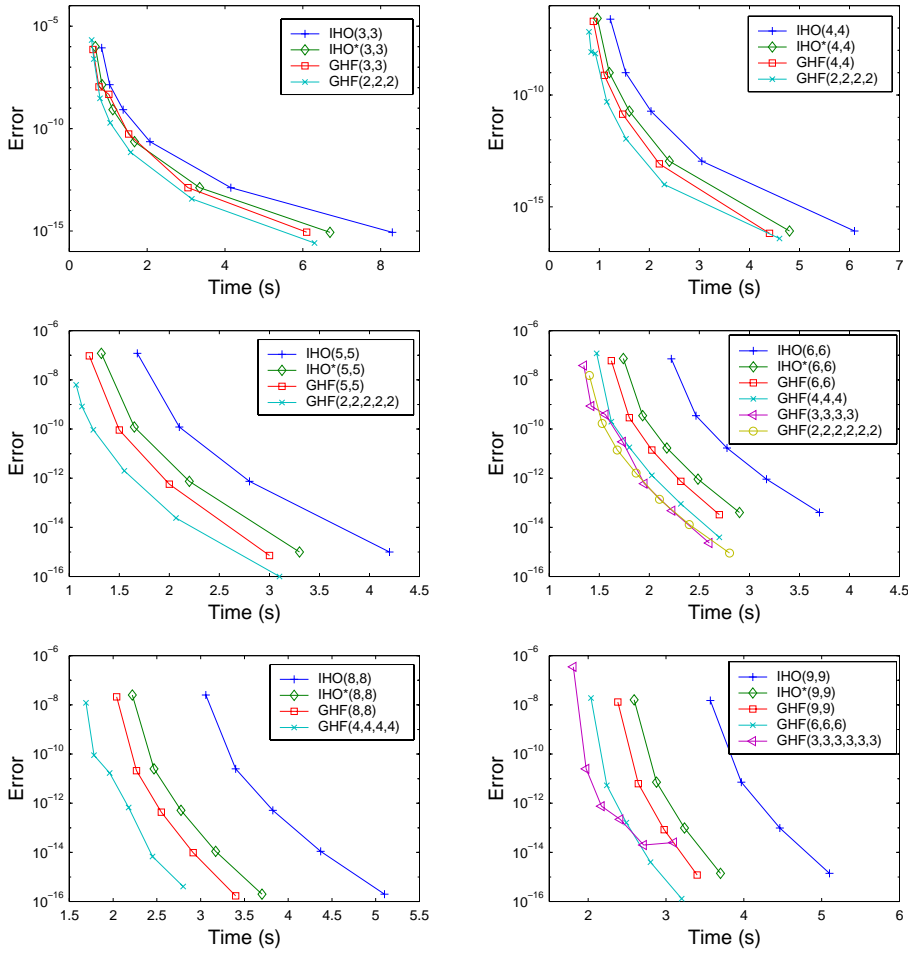 10^-5
10^-10
10^-15
Error
0 2 4 6 8
Time (s)
IHO(3,3)
IHO*(3,3)
GHF(3,3)
GHF(2,2,2)
10^-10
10^-15
Error
0 1 2 3 4 5 6 7
Time (s)
IHO(4,4)
IHO*(4,4)
GHF(4,4)
GHF(2,2,2,2)
10^-6
10^-8
10^-10
10^-12
10^-14
10^-16
Error
1 1.5 2 2.5 3 3.5 4 4.5
Time (s)
IHO(5,5)
IHO*(5,5)
GHF(5,5)
GHF(2,2,2,2,2)
10^-6
10^-8
10^-10
10^-12
10^-14
10^-16
Error
1 1.5 2 2.5 3 3.5 4 4.5
Time (s)
IHO(6,6)
IHO*(6,6)
GHF(6,6)
GHF(4,4,4)
GHF(3,3,3,3)
GHF(2,2,2,2,2,2)
10^-6
10^-8
10^-10
10^-12
10^-14
10^-16
Error
1.5 2 2.5 3 3.5 4 4.5 5 5.5
Time (s)
IHO(8,8)
IHO*(8,8)
GHF(8,8)
GHF(4,4,4,4)
10^-6
10^-8
10^-10
10^-12
10^-14
10^-16
Error
2 3 4 5 6
Time (s)
IHO(9,9)
IHO*(9,9)
GHF(9,9)
GHF(6,6,6)
GHF(3,3,3,3,3,3)